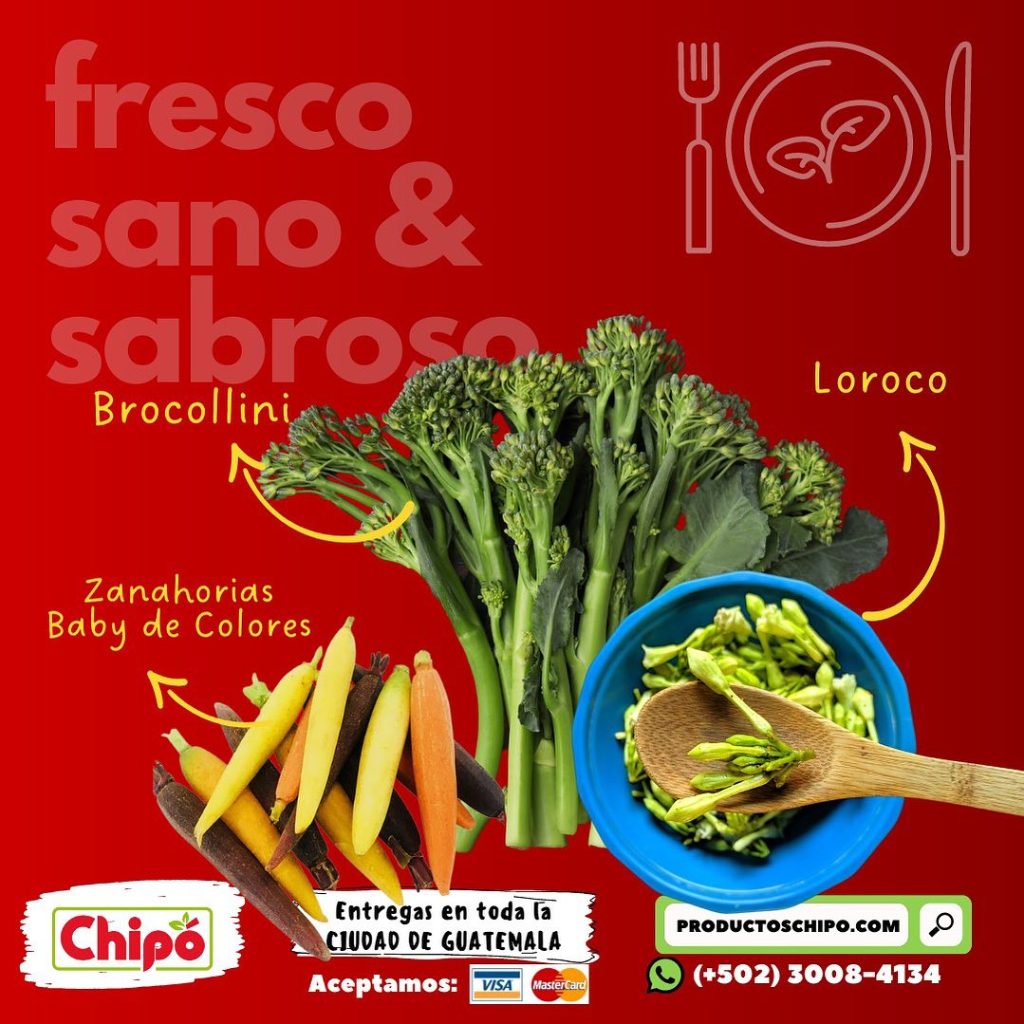 fresco
sano &
sabroso
Brocollini
Loroco
Zanahorias
Baby de Colores
Chipó
Entregas en toda la
CIUDAD DE GUATEMALA
Aceptamos: VISA MasterCard
PRODUCTOSCHIPO.COM
(+502) 3008-4134